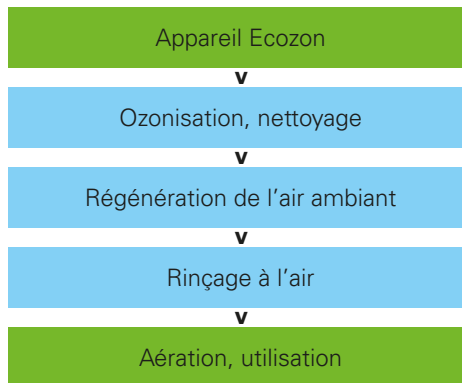 Appareil Ecozon
v
Ozonisation, nettoyage
v
Régénération de l'air ambiant
v
Rinçage à l'air
v
Aération, utilisation